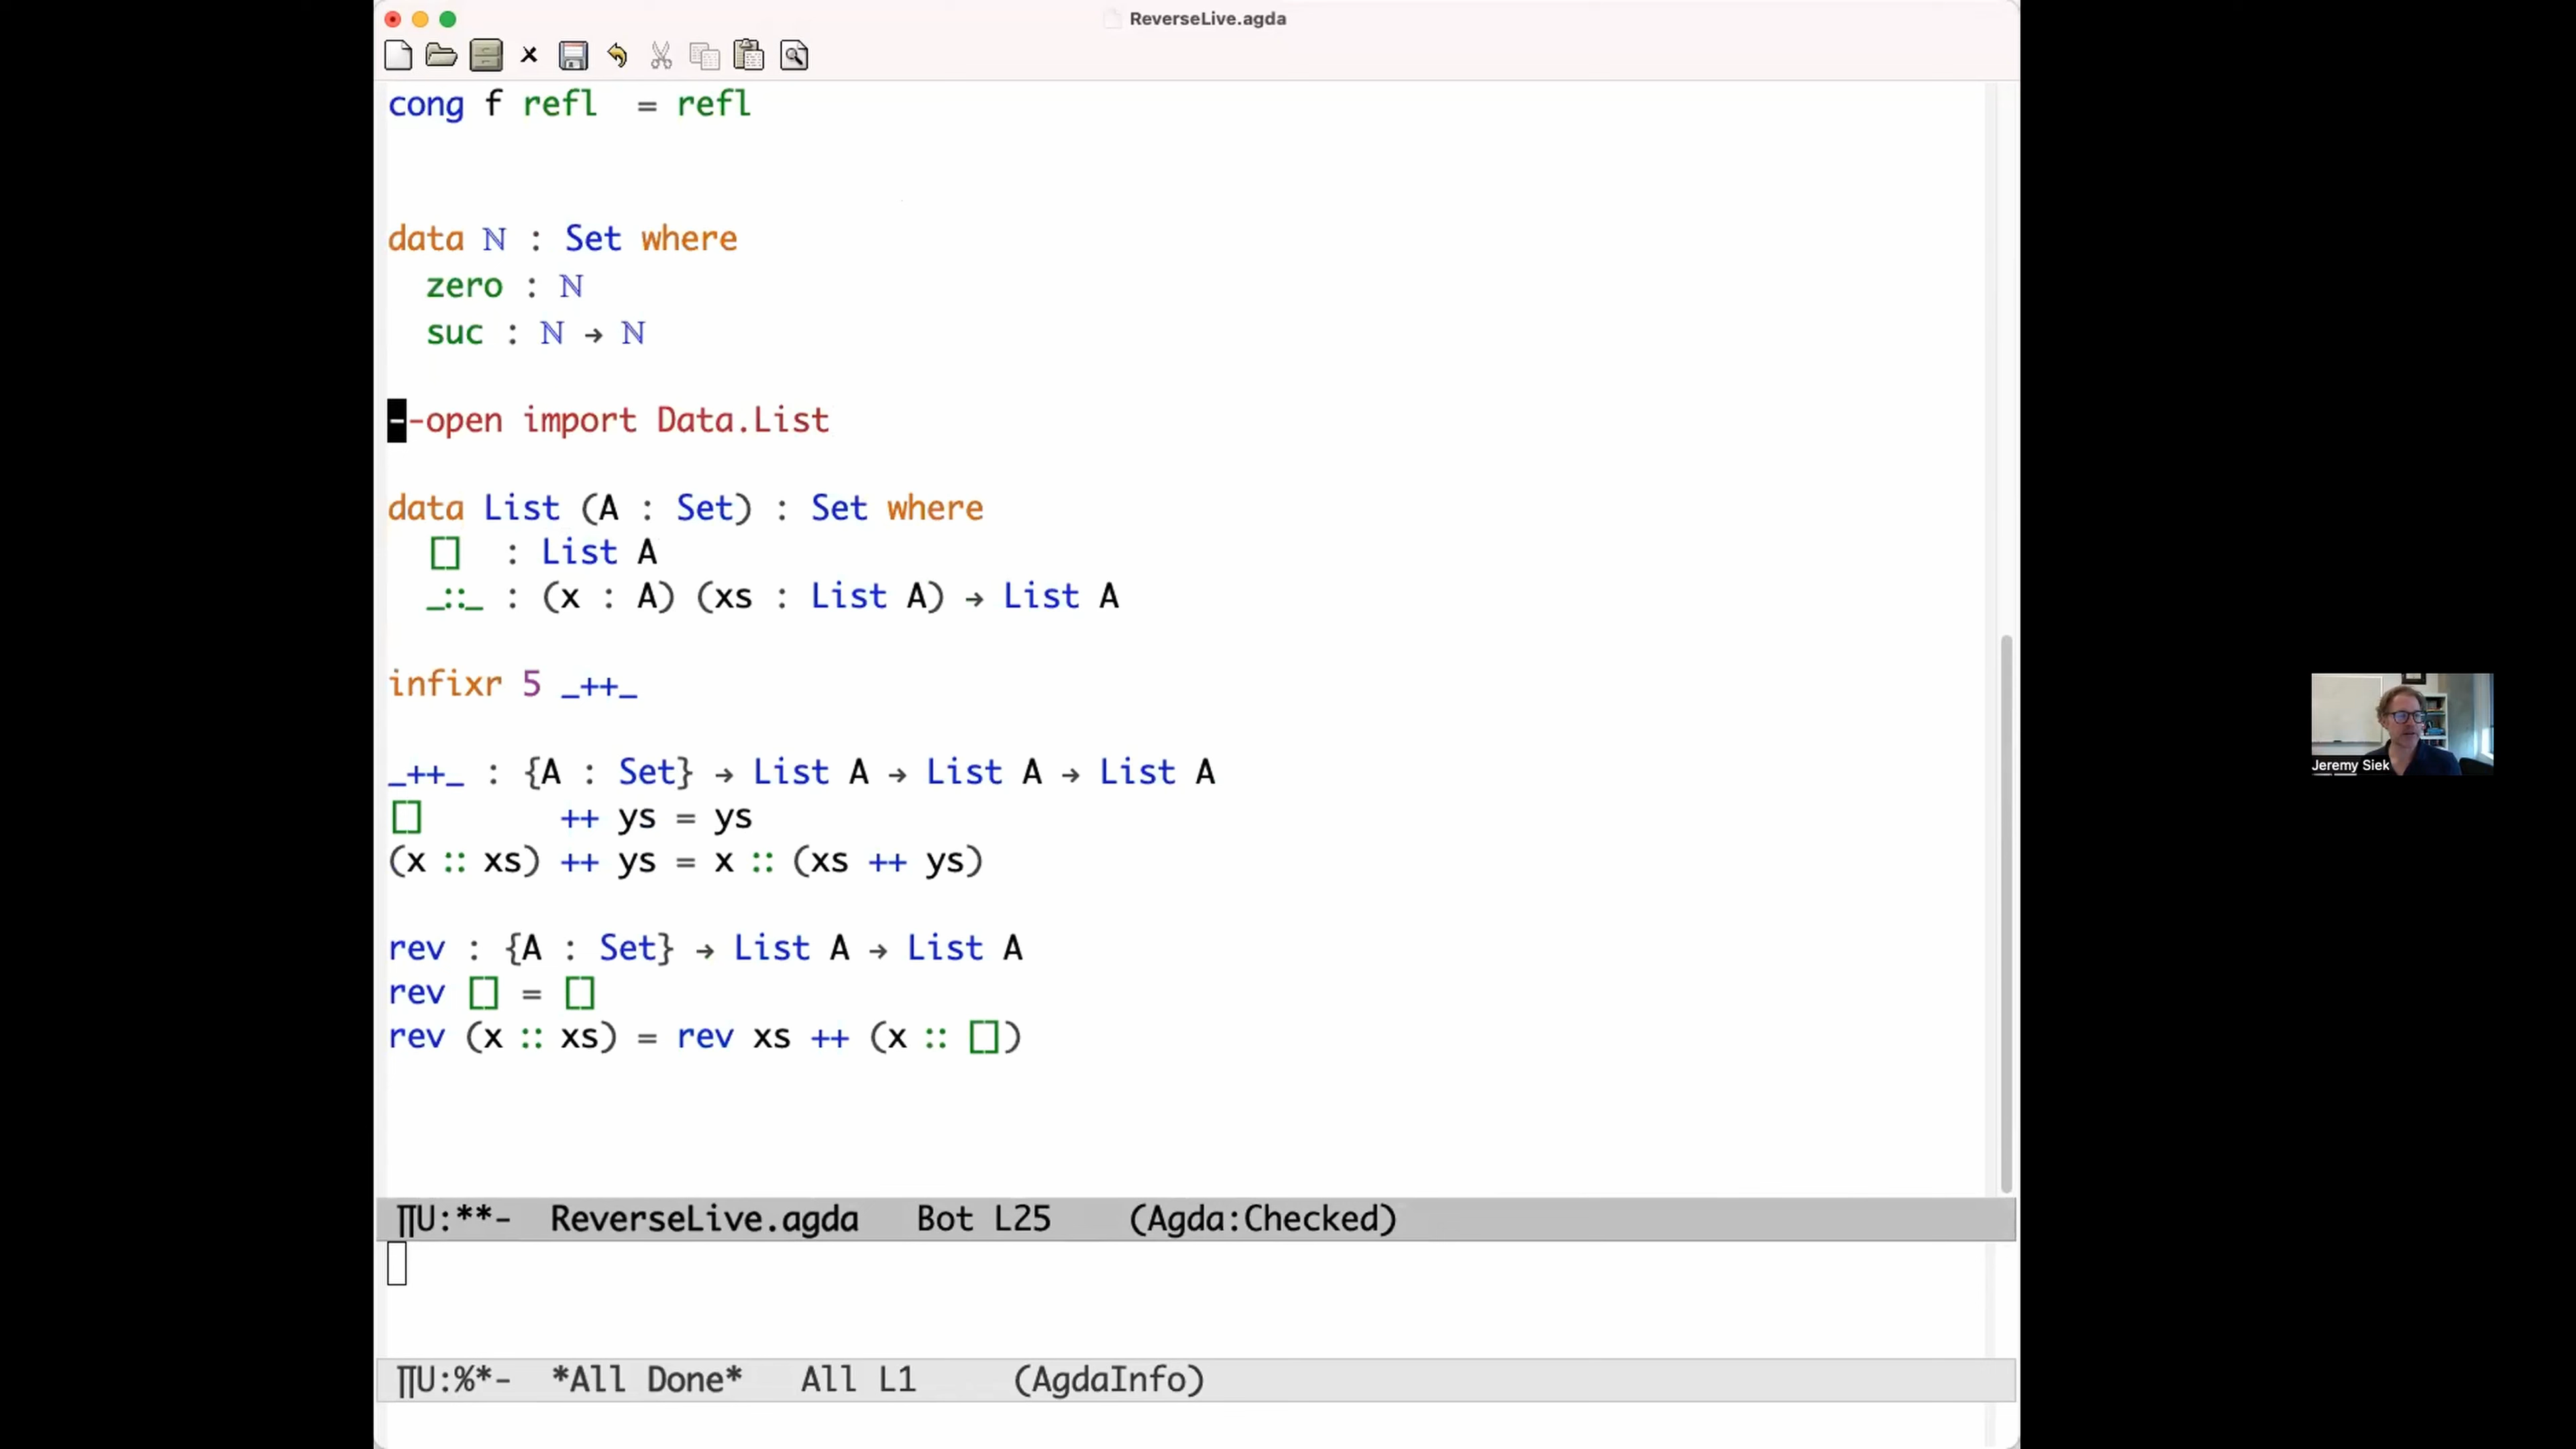 ReverseLive.agda
cong f refl  = refl
data ℕ : Set where
  zero : ℕ
  suc : ℕ → ℕ
--open import Data.List
data List (A : Set) : Set where
  []  : List A
  _::_ : (x : A) (xs : List A) → List A
infixr 5 _++_
_++_ : {A : Set} → List A → List A → List A
[]       ++ ys = ys
(x :: xs) ++ ys = x :: (xs ++ ys)
rev : {A : Set} → List A → List A
rev [] = []
rev (x :: xs) = rev xs ++ (x :: [])
∏U:**-  ReverseLive.agda   Bot L25    (Agda:Checked)
∏U:%*-  *All Done*   All L1     (AgdaInfo)
Jeremy Siek